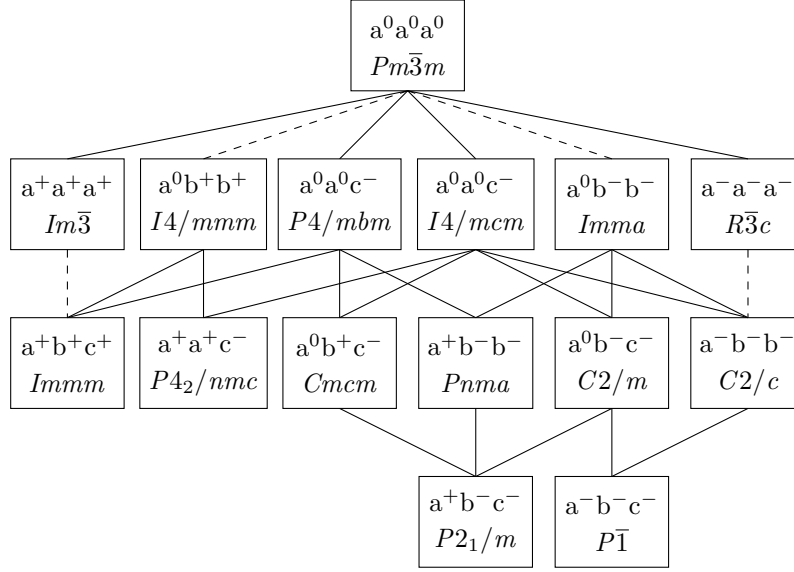 a⁰a⁰a⁰
Pm3̅m
a⁺a⁺a⁺
Im3̅
a⁰b⁺b⁺
I4/mmm
a⁰a⁰c⁻
P4/mbm
a⁰a⁰c⁻
I4/mcm
a⁰b⁻b⁻
Imma
a⁻a⁻a⁻
R3̅c
a⁺b⁺c⁺
Immm
a⁺a⁺c⁻
P4₂/nmc
a⁰b⁺c⁻
Cmcm
a⁺b⁻b⁻
Pnma
a⁰b⁻c⁻
C2/m
a⁻b⁻b⁻
C2/c
a⁺b⁻c⁻
P2₁/m
a⁻b⁻c⁻
P1̅